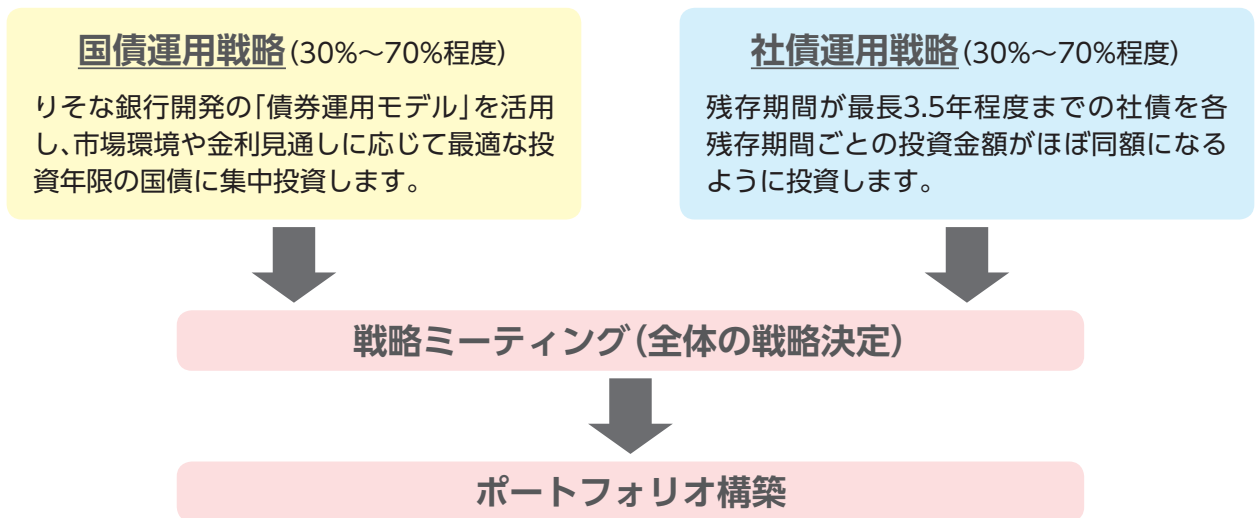 国債運用戦略(30%～70%程度)
りそな銀行開発の｢債券運用モデル｣を活用
し､市場環境や金利見通しに応じて最適な投
資年限の国債に集中投資します。
社債運用戦略(30%～70%程度)
残存期間が最長3.5年程度までの社債を各
残存期間ごとの投資金額がほぼ同額になる
ように投資します。
戦略ミーティング(全体の戦略決定)
ポートフォリオ構築